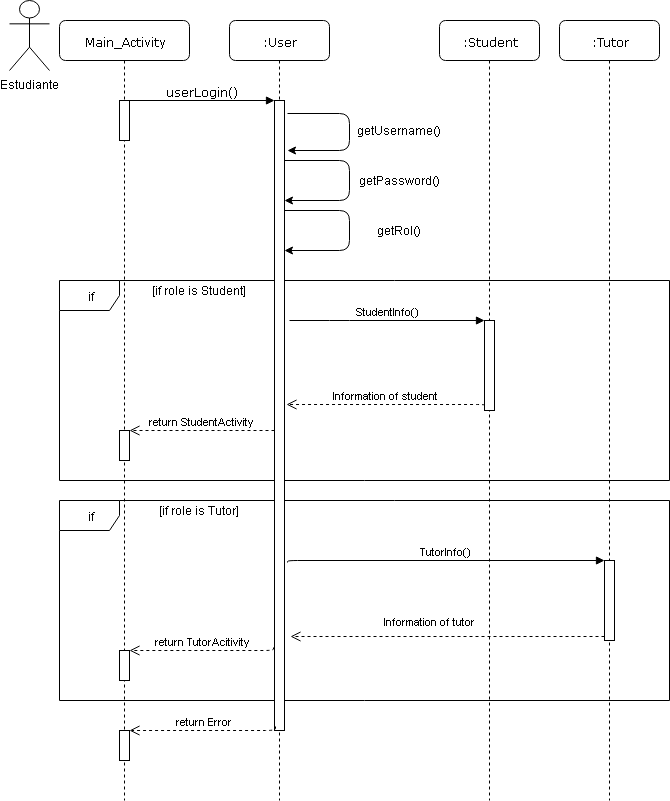 Estudiante
Main_Activity
:User
:Student
:Tutor
userLogin()
getUsername()
getPassword()
getRol()
if
[if role is Student]
StudentInfo()
Information of student
return StudentActivity
if
[if role is Tutor]
TutorInfo()
Information of tutor
return TutorAcitivity
return Error